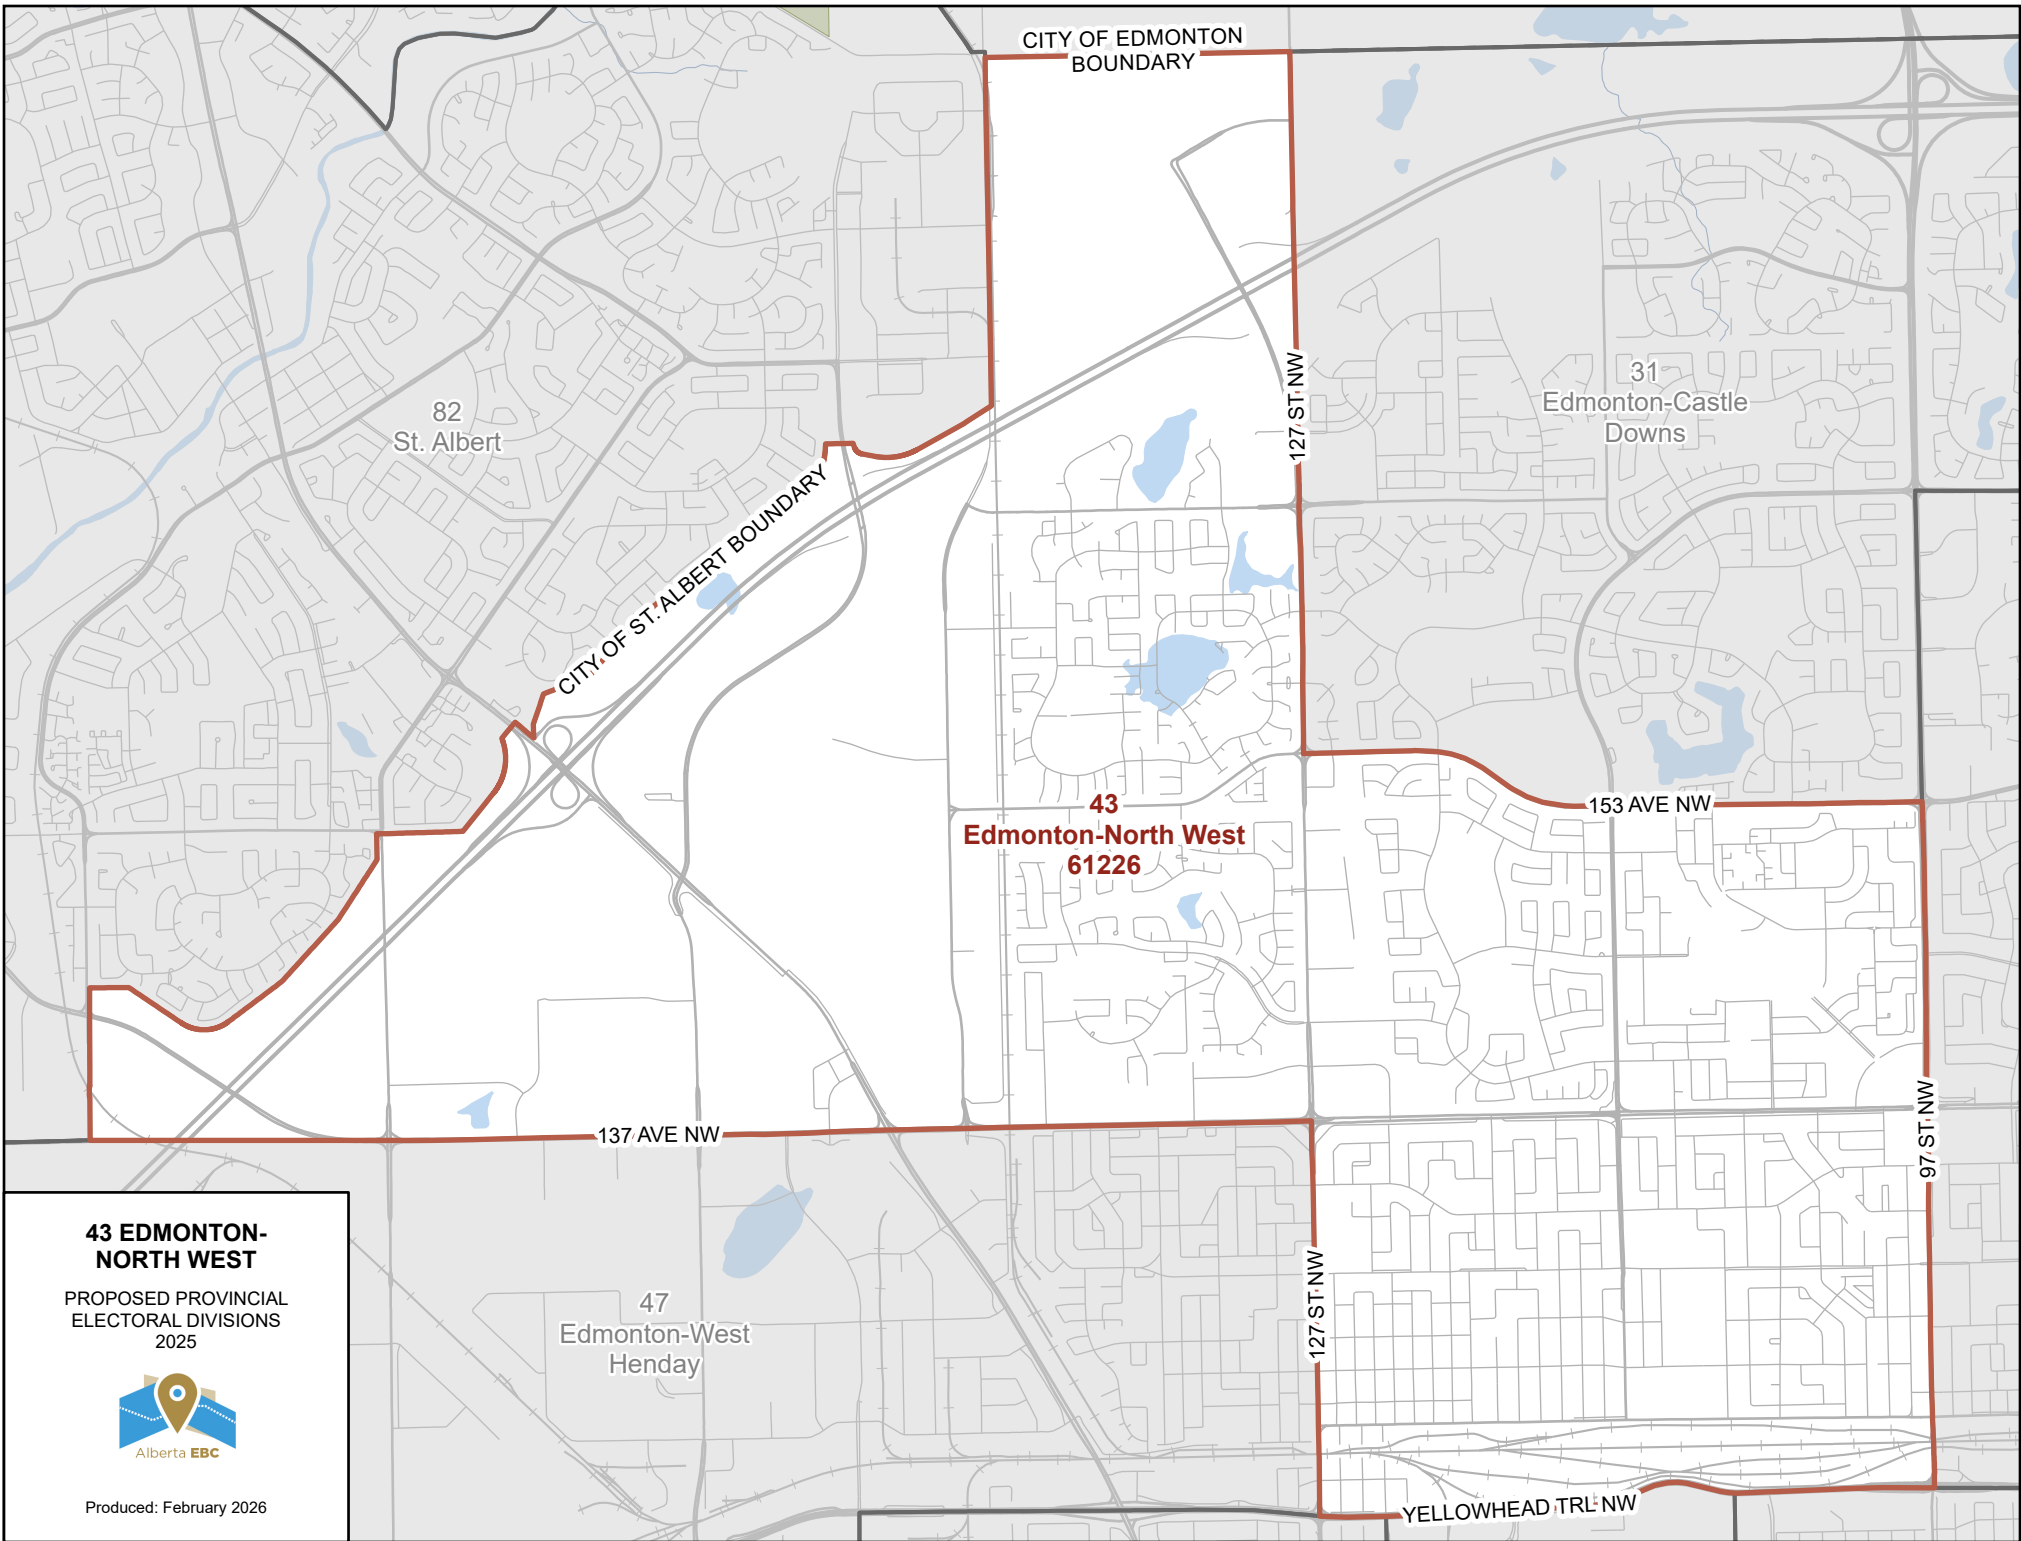 CITY OF EDMONTON
BOUNDARY
127 ST NW
31
Edmonton-Castle
Downs
82
St. Albert
CITY OF ST. ALBERT BOUNDARY
153 AVE NW
43
Edmonton-North West
61226
97 ST NW
137 AVE NW
127 ST NW
47
Edmonton-West
Henday
YELLOWHEAD TRL NW
43 EDMONTON-
NORTH WEST
PROPOSED PROVINCIAL
ELECTORAL DIVISIONS
2025
Alberta EBC
Produced: February 2026